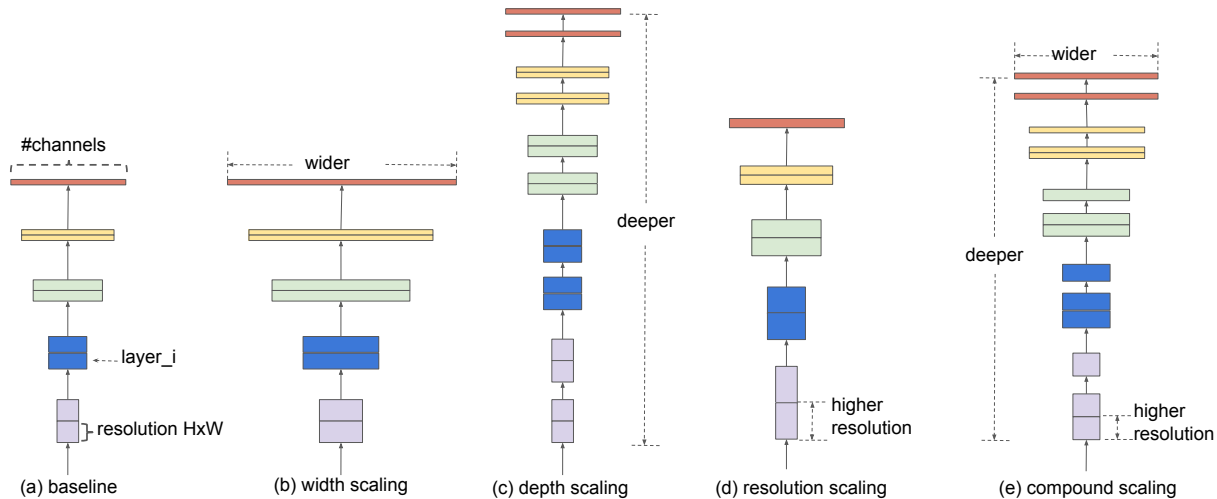 #channels
layer_i
resolution HxW
(a) baseline
wider
(b) width scaling
deeper
(c) depth scaling
higher
resolution
(d) resolution scaling
wider
deeper
higher
resolution
(e) compound scaling